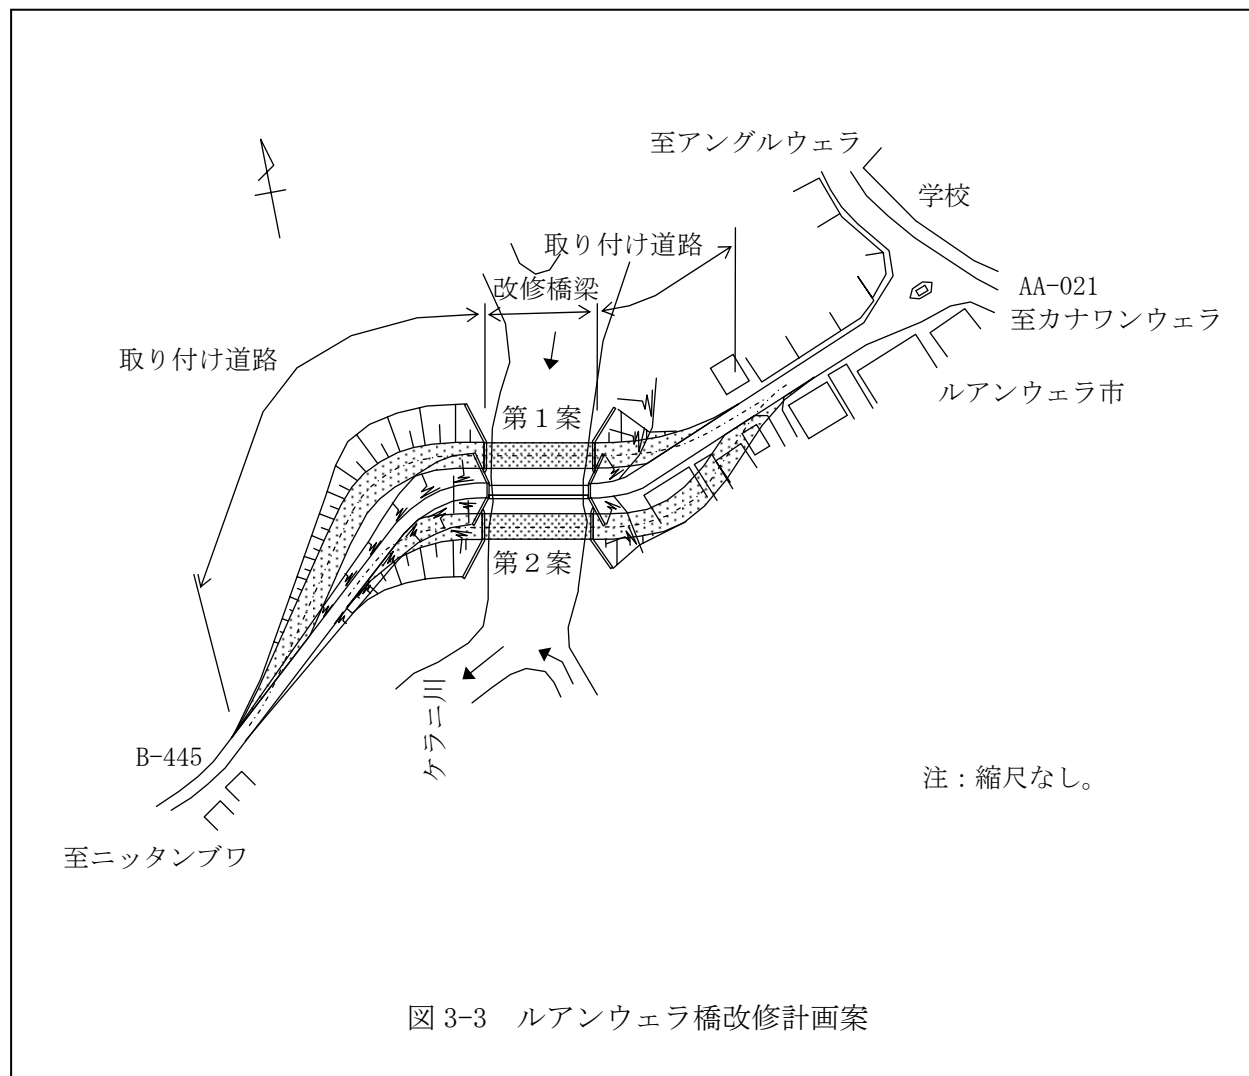 至アングルウェラ
学校
取り付け道路
改修橋梁
AA-021
至カナワンウェラ
取り付け道路
ルアンウェラ市
第１案
第２案
ケラニ川
B-445
注：縮尺なし。
至ニッタンブワ
図 3-3　ルアンウェラ橋改修計画案